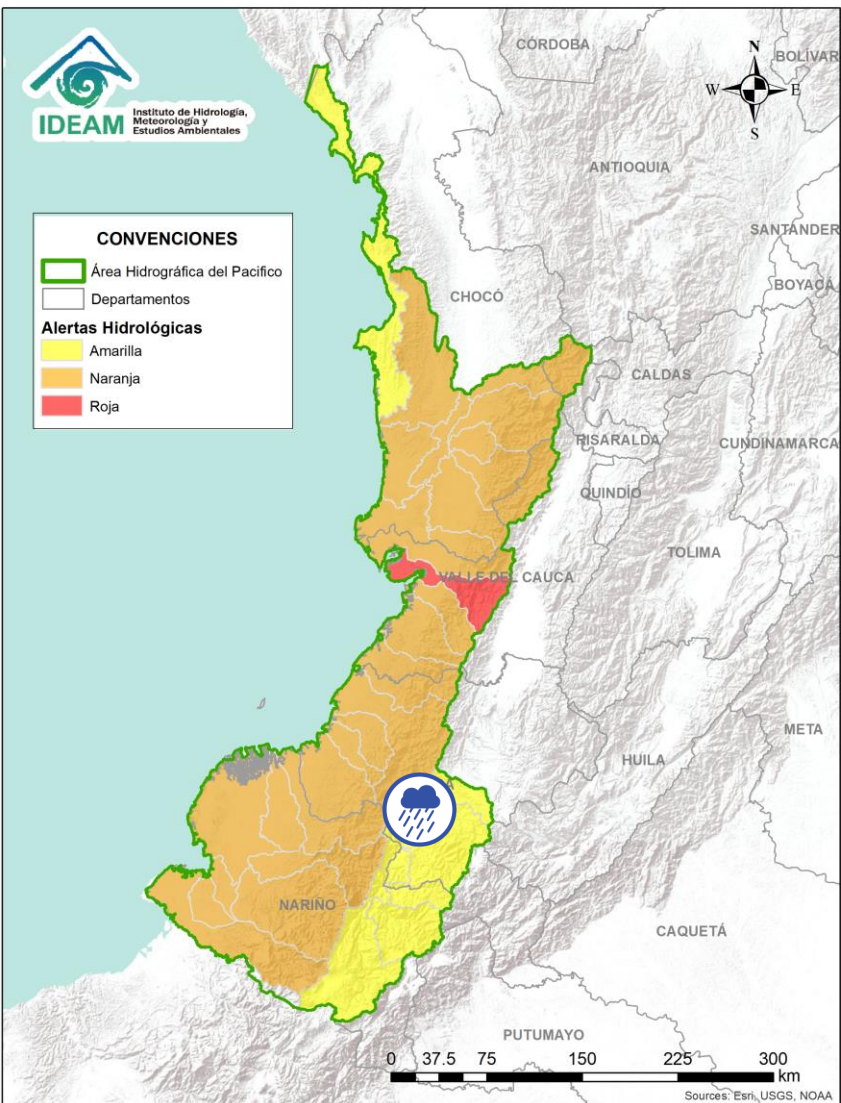 IDEAM
Instituto de Hidrología,
Meteorología y
Estudios Ambientales
CÓRDOBA
N
BOLÍVAR
W
E
S
ANTIOQUIA
SANTANDER
CONVENCIONES
Área Hidrográfica del Pacifico
Departamentos
Alertas Hidrológicas
Amarilla
Naranja
Roja
BOYACÁ
CHOCÓ
CALDAS
RISARALDA
CUNDINAMARCA
QUINDÍO
TOLIMA
VALLE DEL CAUCA
META
HUILA
NARIÑO
CAQUETÁ
PUTUMAYO
0 37.5 75 150 225 300
km
Sources: Esri, USGS, NOAA